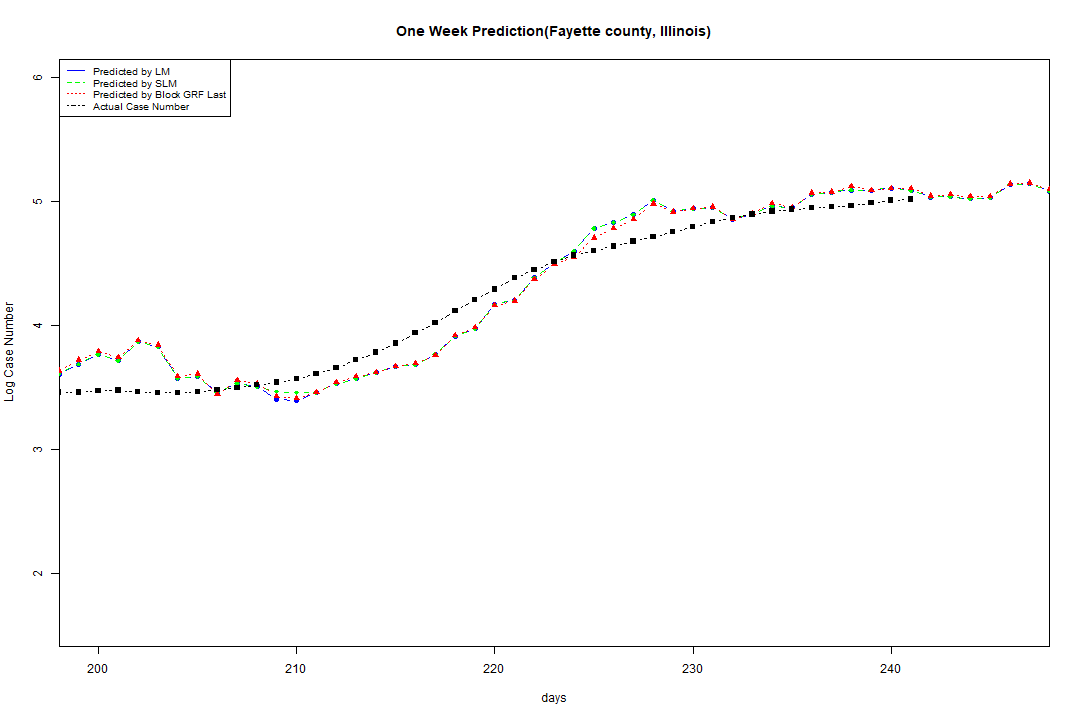 One Week Prediction(Fayette county, Illinois)
Predicted by LM
Predicted by SLM
Predicted by Block GRF Last
Actual Case Number
6
5
4
3
2
Log Case Number
200 210 220 230 240
days